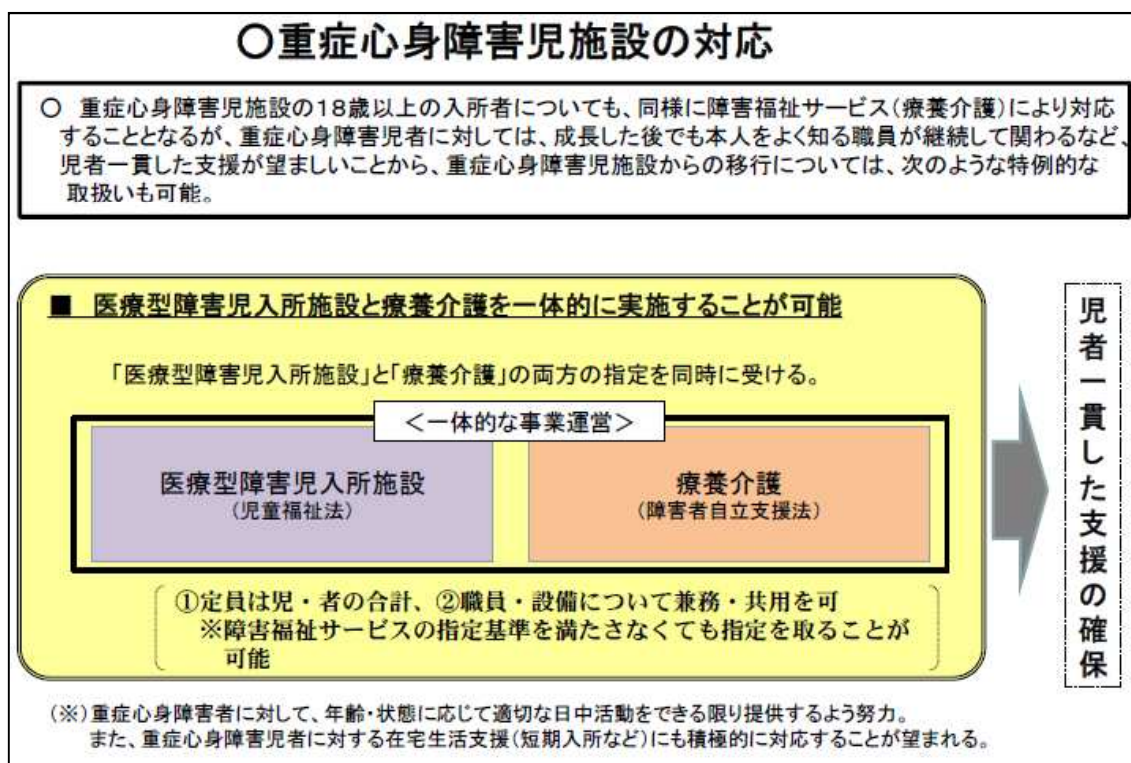 〇重症心身障害児施設の対応
○ 重症心身障害児施設の18歳以上の入所者についても、同様に障害福祉サービス(療養介護)により対応
することとなるが、重症心身障害児者に対しては、成長した後でも本人をよく知る職員が継続して関わるなど、
児者一貫した支援が望ましいことから、重症心身障害児施設からの移行については、次のような特例的な
取扱いも可能。
■ 医療型障害児入所施設と療養介護を一体的に実施することが可能
「医療型障害児入所施設」と「療養介護」の両方の指定を同時に受ける。
＜一体的な事業運営＞
医療型障害児入所施設
(児童福祉法)
療養介護
(障害者自立支援法)
①定員は児・者の合計、②職員・設備について兼務・共用を可
※障害福祉サービスの指定基準を満たさなくても指定を取ることが
可能
児者一貫した支援の確保
(※)重症心身障害者に対して、年齢・状態に応じて適切な日中活動をできる限り提供するよう努力。
また、重症心身障害児者に対する在宅生活支援(短期入所など)にも積極的に対応することが望まれる。